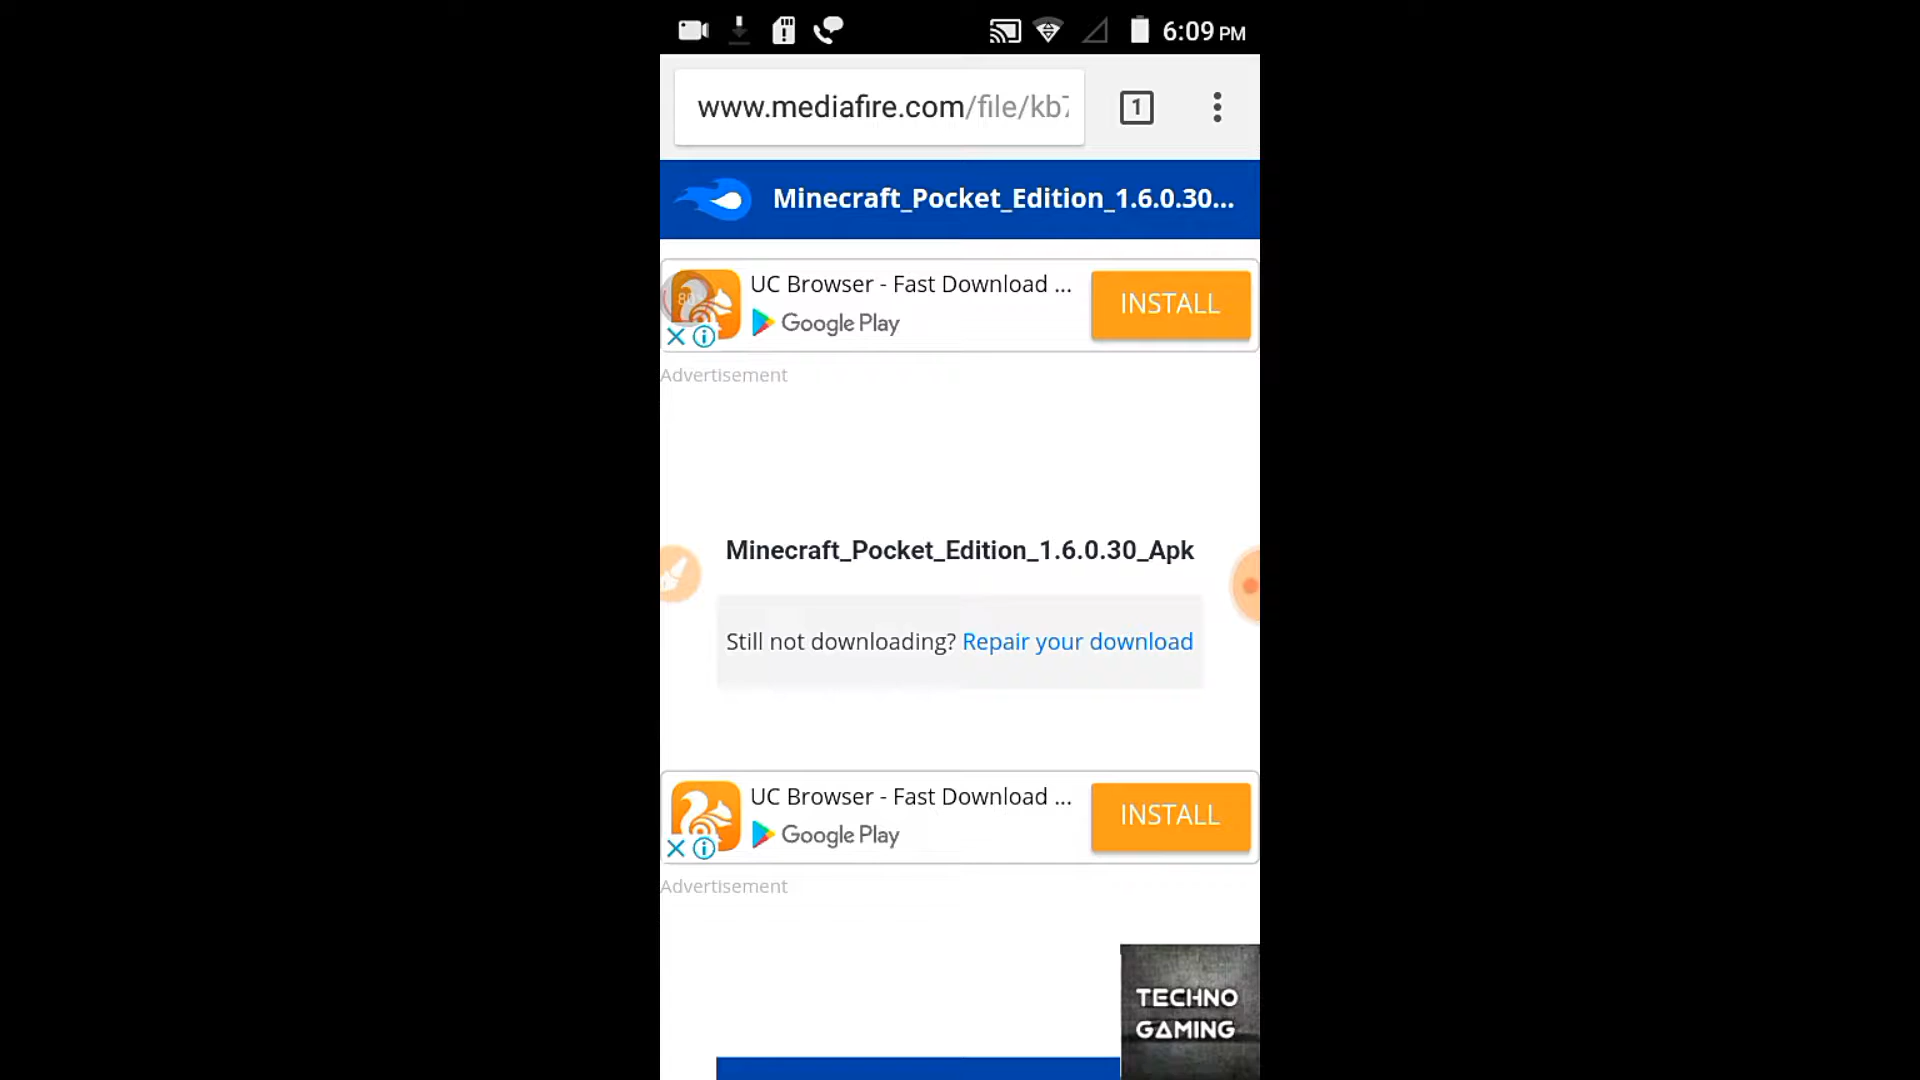 6:09 PM
www.mediafire.com/file/kb7
1
Minecraft_Pocket_Edition_1.6.0.30...
UC Browser - Fast Download ...
Google Play
INSTALL
Advertisement
Minecraft_Pocket_Edition_1.6.0.30_Apk
Still not downloading? Repair your download
UC Browser - Fast Download ...
Google Play
INSTALL
Advertisement
TECHNO
GAMING